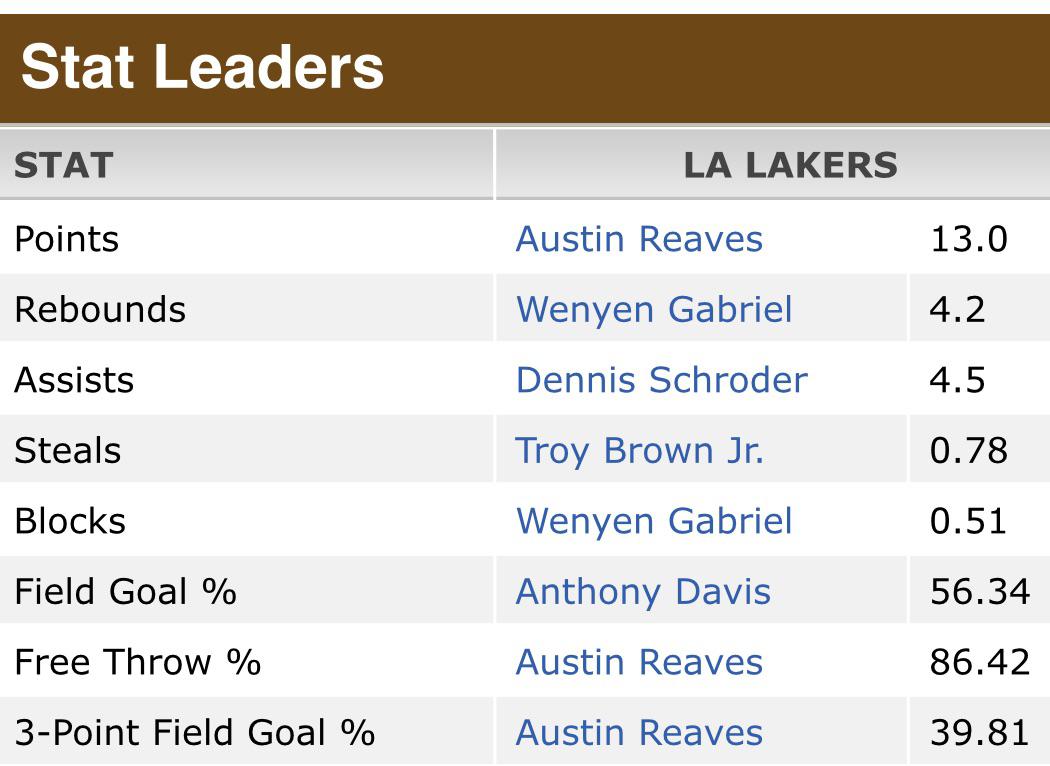 Stat Leaders
STAT LA LAKERS
Points Austin Reaves 13.0
Rebounds Wenyen Gabriel 4.2
Assists Dennis Schroder 4.5
Steals Troy Brown Jr. 0.78
Blocks Wenyen Gabriel 0.51
Field Goal % Anthony Davis 56.34
Free Throw % Austin Reaves 86.42
3-Point Field Goal % Austin Reaves 39.81